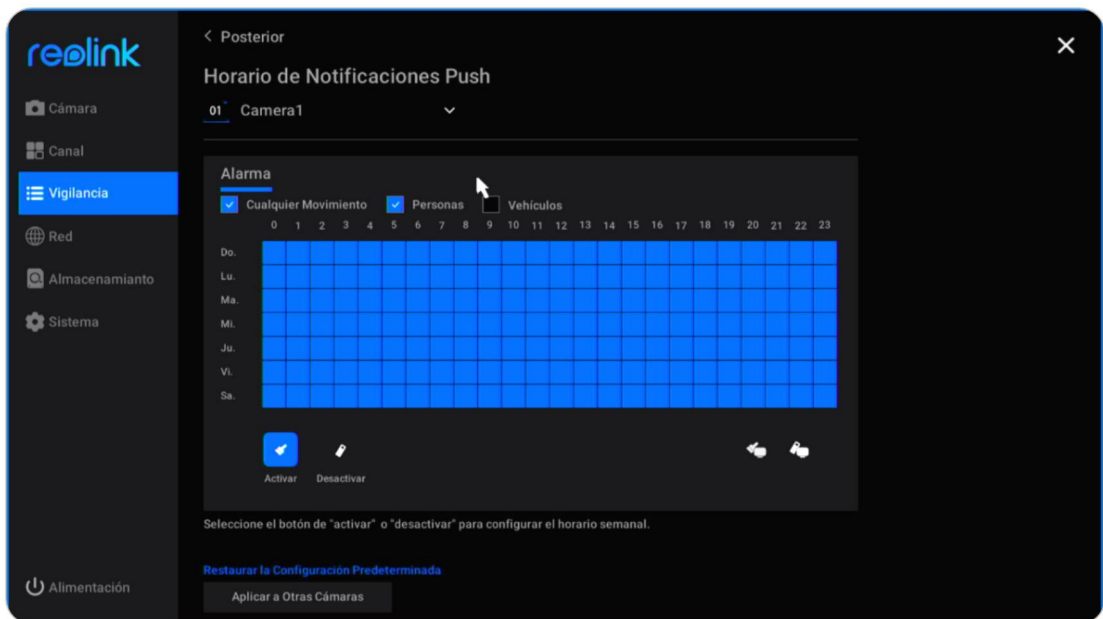 reolink
< Posterior
Horario de Notificaciones Push
01 Camera1
Cámara
Canal
Vigilancia
Red
Almacenamianto
Sistema
Alimentación
Alarma
Cualquier Movimiento Personas Vehículos
0 1 2 3 4 5 6 7 8 9 10 11 12 13 14 15 16 17 18 19 20 21 22 23
Do.
Lu.
Ma.
Mi.
Ju.
Vi.
Sa.
Activar Desactivar
Seleccione el botón de "activar" o "desactivar" para configurar el horario semanal.
Restaurar la Configuración Predeterminada
Aplicar a Otras Cámaras